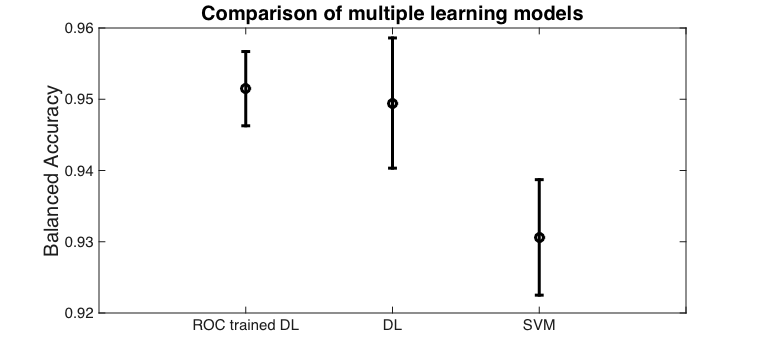 Comparison of multiple learning models
Balanced Accuracy
0.96
0.95
0.94
0.93
0.92
ROC trained DL
DL
SVM